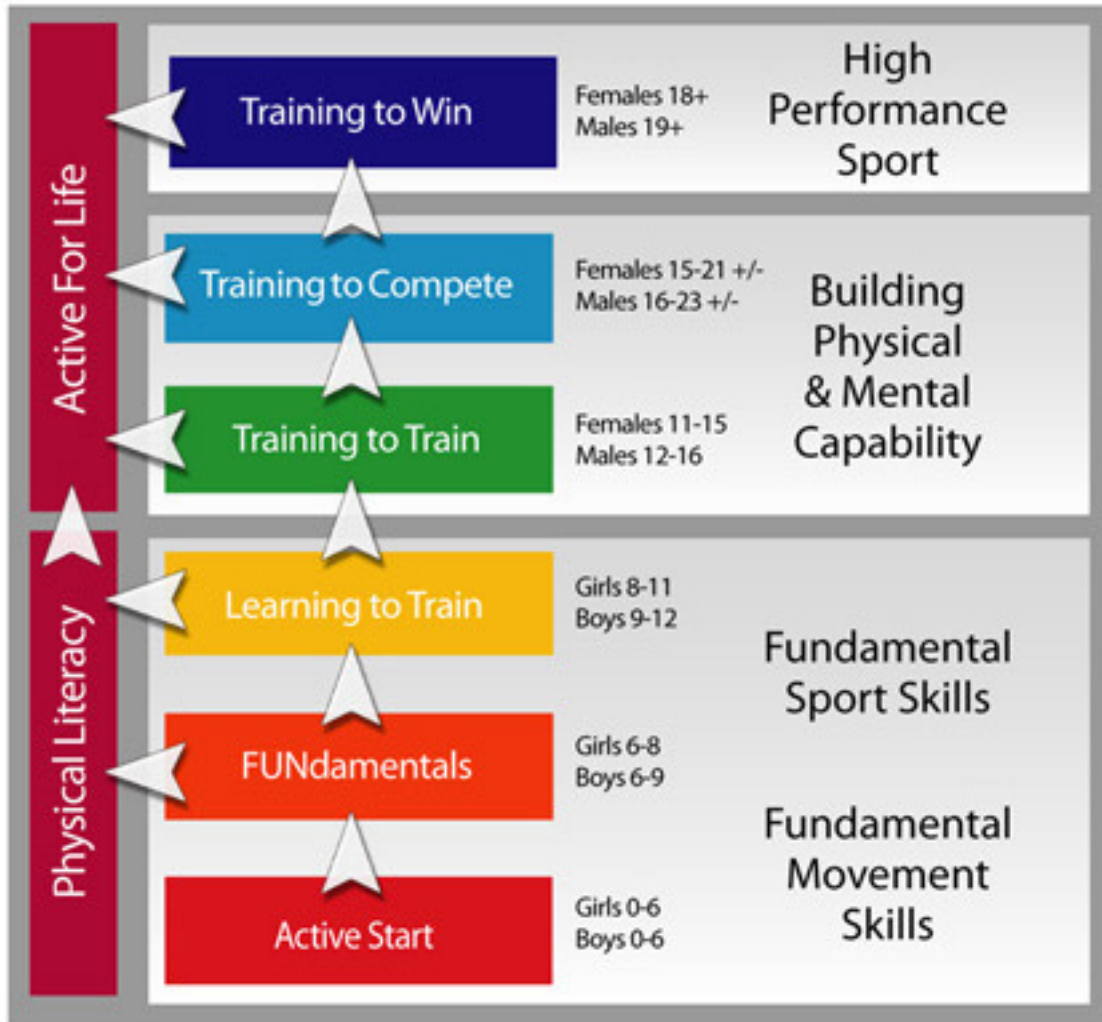 Active For Life
Physical Literacy
Training to Win
Females 18+
Males 19+
High
Performance
Sport
Training to Compete
Females 15-21 +/-
Males 16-23 +/-
Building
Physical
& Mental
Capability
Training to Train
Females 11-15
Males 12-16
Learning to Train
Girls 8-11
Boys 9-12
Fundamental
Sport Skills
FUNdamentals
Girls 6-8
Boys 6-9
Fundamental
Movement
Skills
Active Start
Girls 0-6
Boys 0-6